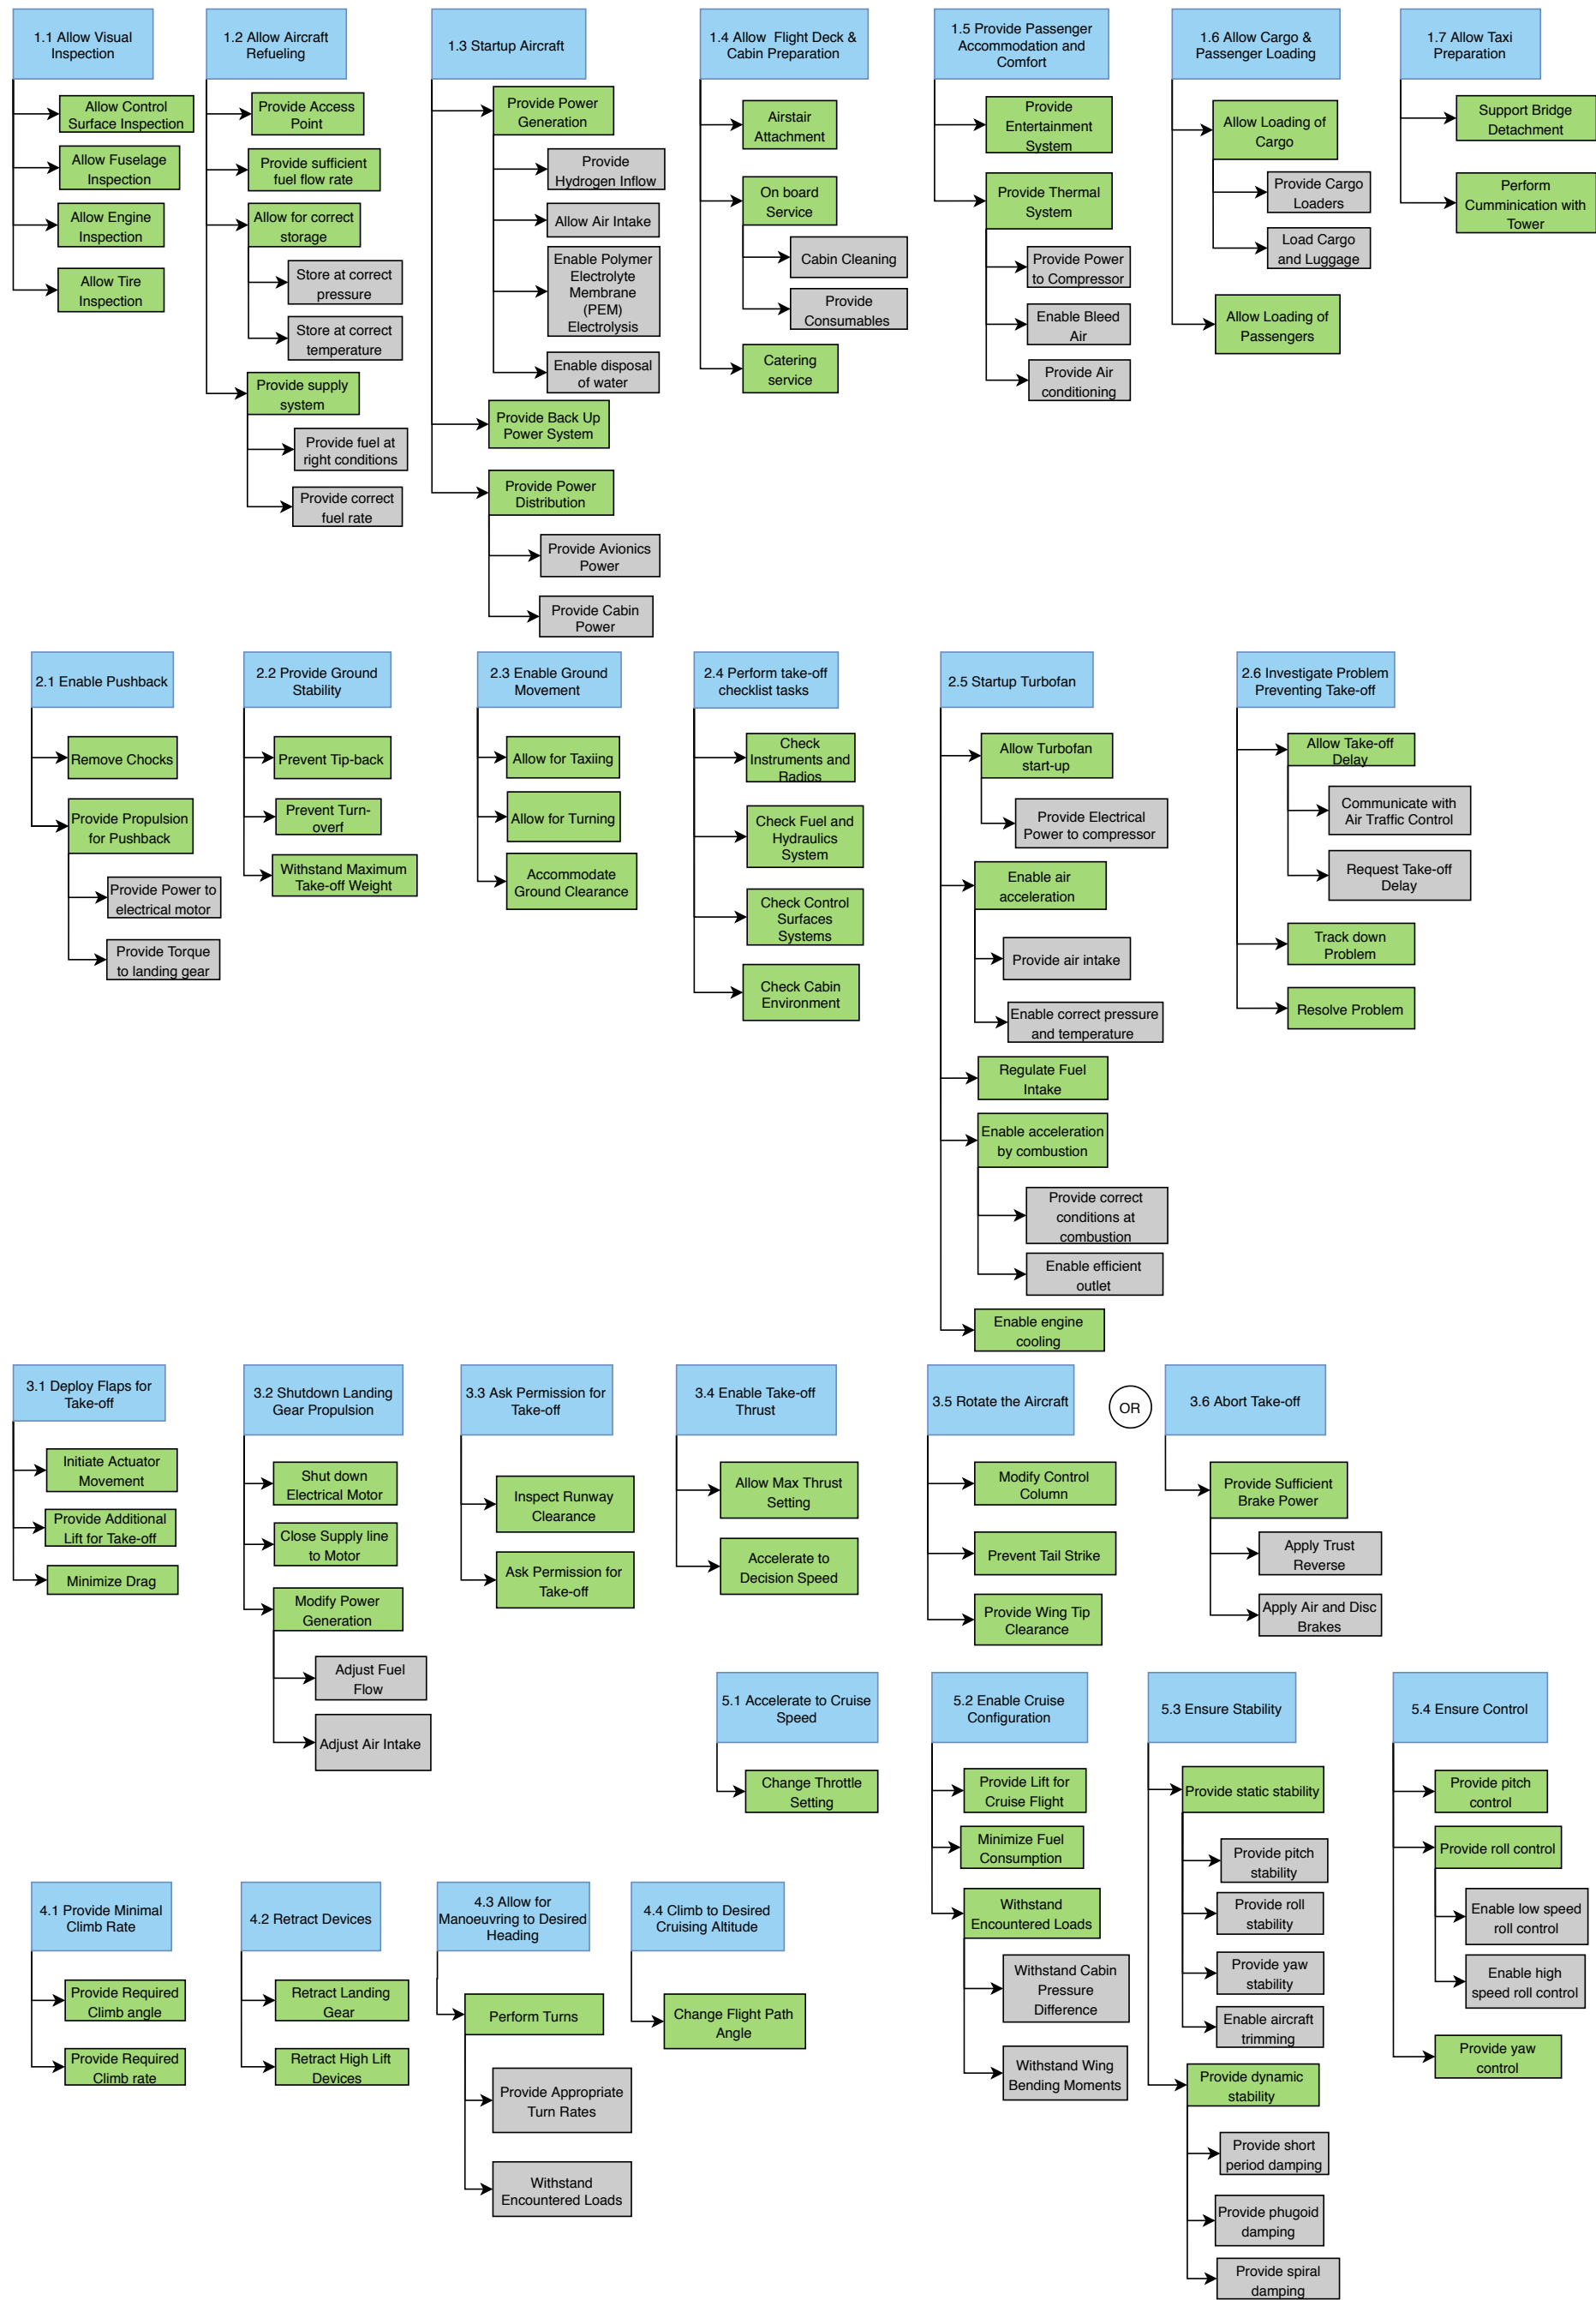 1.1 Allow Visual
Inspection
Allow Control
Surface Inspection
Allow Fuselage
Inspection
Allow Engine
Inspection
Allow Tire
Inspection
1.2 Allow Aircraft
Refueling
Provide Access
Point
Provide sufficient
fuel flow rate
Allow for correct
storage
Store at correct
pressure
Store at correct
temperature
Provide supply
system
Provide fuel at
right conditions
Provide correct
fuel rate
1.3 Startup Aircraft
Provide Power
Generation
Provide
Hydrogen Inflow
Allow Air Intake
Enable Polymer
Electrolyte
Membrane
(PEM)
Electrolysis
Enable disposal
of water
Provide Back Up
Power System
Provide Power
Distribution
Provide Avionics
Power
Provide Cabin
Power
1.4 Allow Flight Deck &
Cabin Preparation
Airstair
Attachment
On board
Service
Cabin Cleaning
Provide
Consumables
Catering
service
1.5 Provide Passenger
Accommodation and
Comfort
Provide
Entertainment
System
Provide Thermal
System
Provide Power
to Compressor
Enable Bleed
Air
Provide Air
conditioning
1.6 Allow Cargo &
Passenger Loading
Allow Loading of
Cargo
Provide Cargo
Loaders
Load Cargo
and Luggage
Allow Loading of
Passengers
1.7 Allow Taxi
Preparation
Support Bridge
Detachment
Perform
Cumminication with
Tower
2.1 Enable Pushback
Remove Chocks
Provide Propulsion
for Pushback
Provide Power to
electrical motor
Provide Torque
to landing gear
2.2 Provide Ground
Stability
Prevent Tip-back
Prevent Turn-
overf
Withstand Maximum
Take-off Weight
2.3 Enable Ground
Movement
Allow for Taxiing
Allow for Turning
Accommodate
Ground Clearance
2.4 Perform take-off
checklist tasks
Check
Instruments and
Radios
Check Fuel and
Hydraulics
System
Check Control
Surfaces
Systems
Check Cabin
Environment
2.5 Startup Turbofan
Allow Turbofan
start-up
Provide Electrical
Power to compressor
Enable air
acceleration
Provide air intake
Enable correct pressure
and temperature
Regulate Fuel
Intake
Enable acceleration
by combustion
Provide correct
conditions at
combustion
Enable efficient
outlet
Enable engine
cooling
2.6 Investigate Problem
Preventing Take-off
Allow Take-off
Delay
Communicate with
Air Traffic Control
Request Take-off
Delay
Track down
Problem
Resolve Problem
3.1 Deploy Flaps for
Take-off
Initiate Actuator
Movement
Provide Additional
Lift for Take-off
Minimize Drag
3.2 Shutdown Landing
Gear Propulsion
Shut down
Electrical Motor
Close Supply line
to Motor
Modify Power
Generation
Adjust Fuel
Flow
Adjust Air Intake
3.3 Ask Permission for
Take-off
Inspect Runway
Clearance
Ask Permission for
Take-off
3.4 Enable Take-off
Thrust
Allow Max Thrust
Setting
Accelerate to
Decision Speed
3.5 Rotate the Aircraft
Modify Control
Column
Prevent Tail Strike
Provide Wing Tip
Clearance
OR
3.6 Abort Take-off
Provide Sufficient
Brake Power
Apply Trust
Reverse
Apply Air and Disc
Brakes
4.1 Provide Minimal
Climb Rate
Provide Required
Climb angle
Provide Required
Climb rate
4.2 Retract Devices
Retract Landing
Gear
Retract High Lift
Devices
4.3 Allow for
Manoeuvring to Desired
Heading
Perform Turns
Provide Appropriate
Turn Rates
Withstand
Encountered Loads
4.4 Climb to Desired
Cruising Altitude
Change Flight Path
Angle
5.1 Accelerate to Cruise
Speed
Change Throttle
Setting
5.2 Enable Cruise
Configuration
Provide Lift for
Cruise Flight
Minimize Fuel
Consumption
Withstand
Encountered Loads
Withstand Cabin
Pressure
Difference
Withstand Wing
Bending Moments
5.3 Ensure Stability
Provide static stability
Provide pitch
stability
Provide roll
stability
Provide yaw
stability
Enable aircraft
trimming
Provide dynamic
stability
Provide short
period damping
Provide phugoid
damping
Provide spiral
damping
5.4 Ensure Control
Provide pitch
control
Provide roll control
Enable low speed
roll control
Enable high
speed roll control
Provide yaw
control